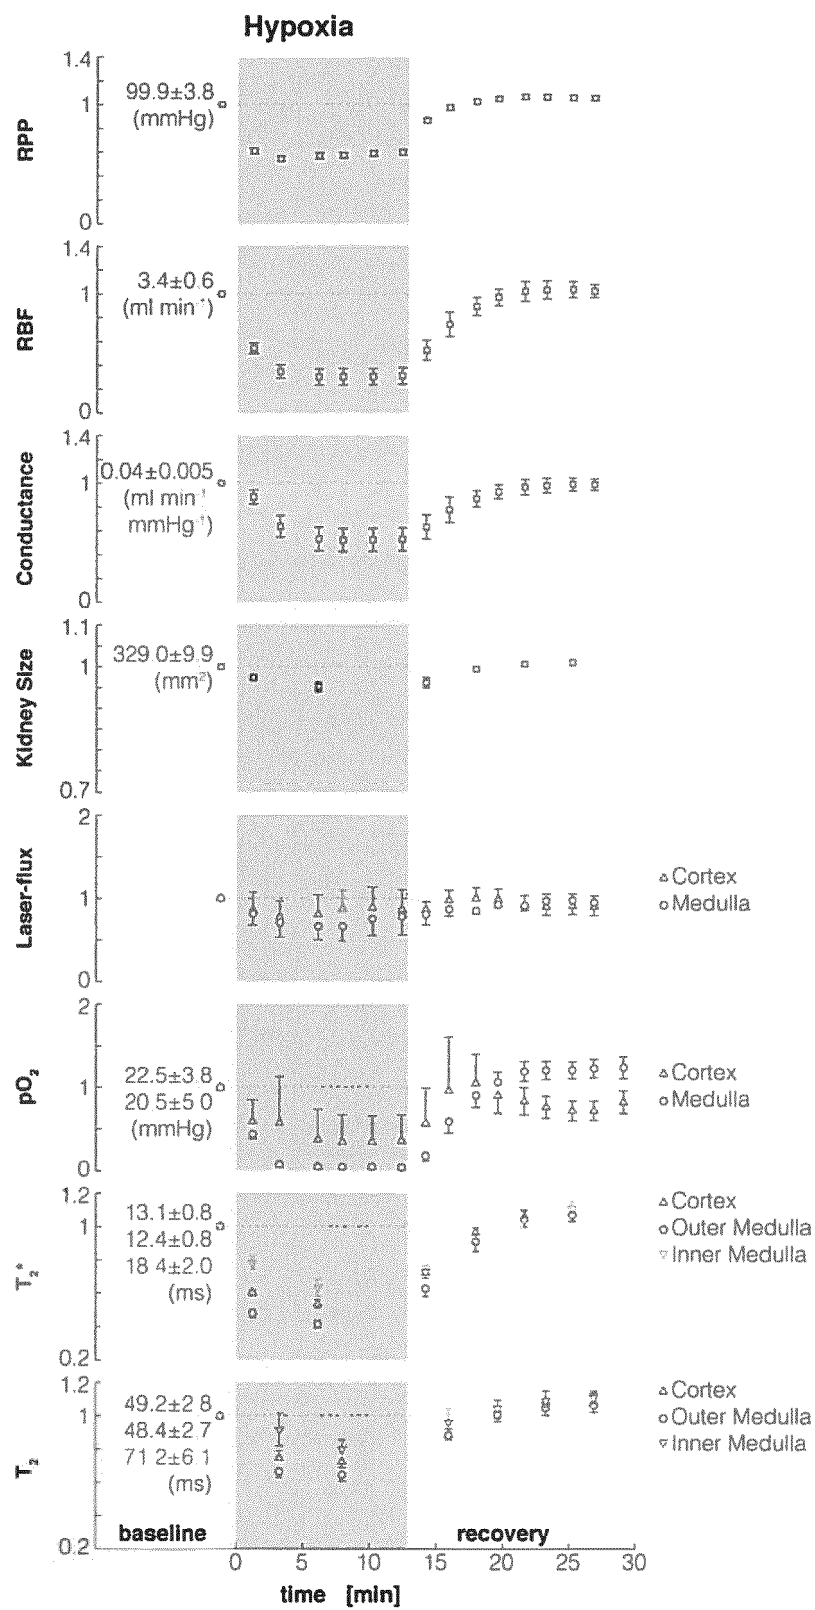 Hypoxia
1.4
99.9±3.8
1
(mmHg)
RPP
0
1.4
3.4±0.6
1
(ml min⁻¹)
RBF
0
1.4
0.04±0.005
1
(ml min⁻¹
mmHg⁻¹)
Conductance
0
1.1
329 0±9.9
1
(mm²)
Kidney Size
0.7
2
Laser-flux
1
△ Cortex
○ Medulla
0
2
pO₂
22.5±3.8
1
20 5±5 0
(mmHg)
△ Cortex
○ Medulla
0
1.2
13.1±0.8
1
12.4±0.8
18 4±2.0
(ms)
T₂*
△ Cortex
○ Outer Medulla
▽ Inner Medulla
0.2
1.2
49.2±2 8
1
48.4±2.7
71 2±6 1
(ms)
T₂
△ Cortex
○ Outer Medulla
▽ Inner Medulla
0.2
baseline
recovery
0 5 10 15 20 25 30
time [min]